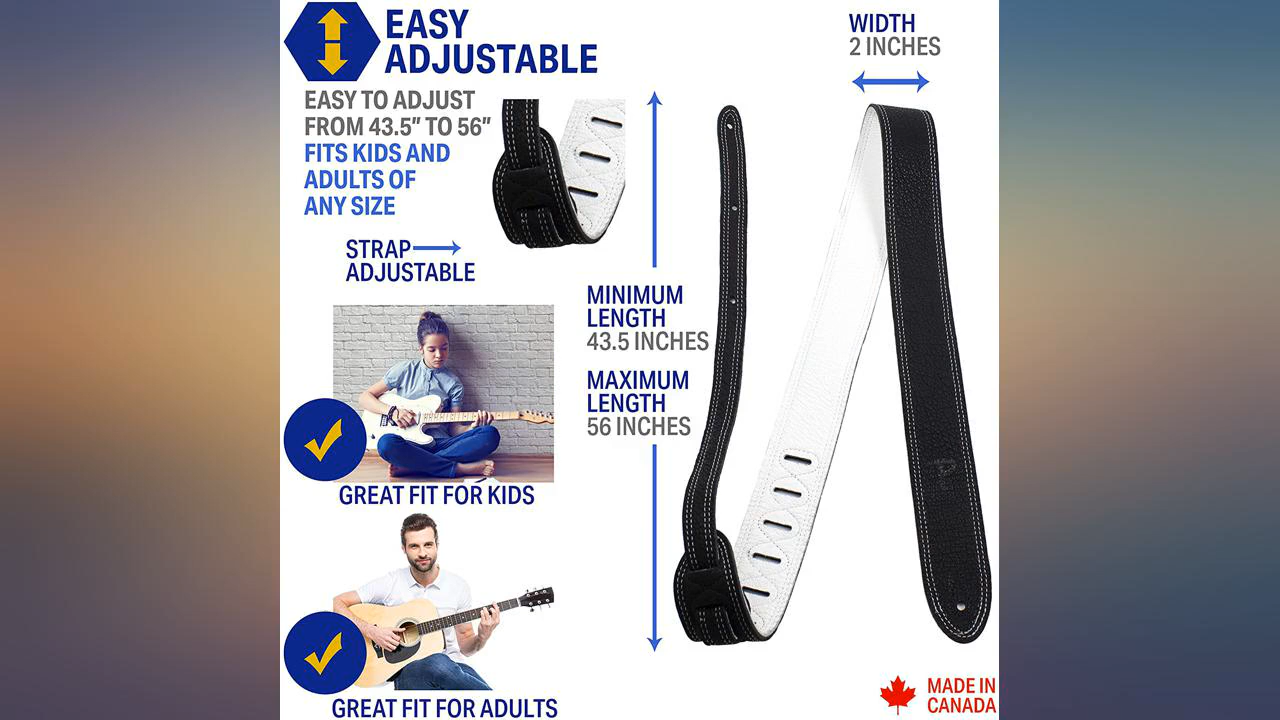 EASY
ADJUSTABLE
EASY TO ADJUST
FROM 43.5” TO 56”
FITS KIDS AND
ADULTS OF
ANY SIZE
STRAP
ADJUSTABLE
GREAT FIT FOR KIDS
GREAT FIT FOR ADULTS
WIDTH
2 INCHES
MINIMUM
LENGTH
43.5 INCHES
MAXIMUM
LENGTH
56 INCHES
MADE IN
CANADA